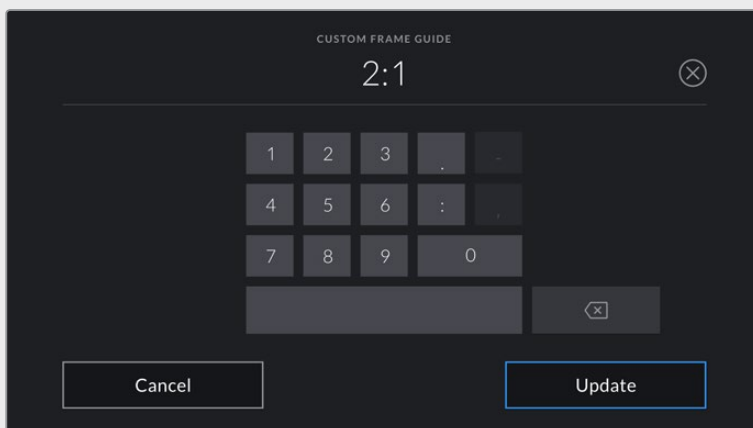 CUSTOM FRAME GUIDE
2:1
1 2 3 . -
4 5 6 : ,
7 8 9 0
Cancel Update